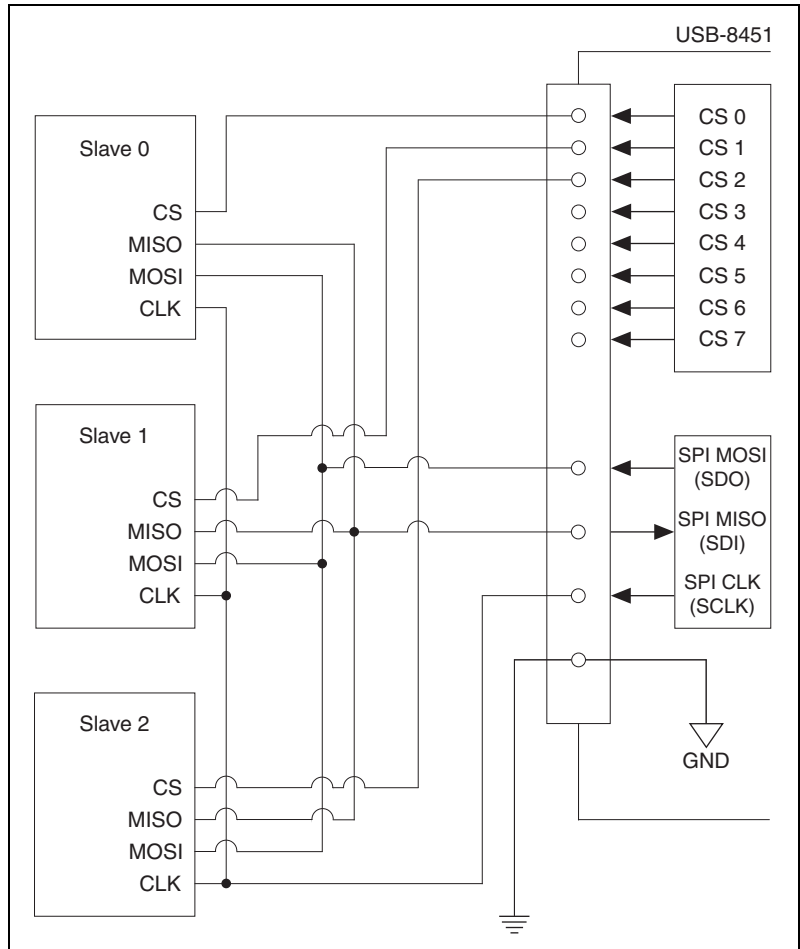 USB-8451
Slave 0
CS
MISO
MOSI
CLK
CS 0
CS 1
CS 2
CS 3
CS 4
CS 5
CS 6
CS 7
Slave 1
CS
MISO
MOSI
CLK
SPI MOSI
(SDO)
SPI MISO
(SDI)
SPI CLK
(SCLK)
GND
Slave 2
CS
MISO
MOSI
CLK